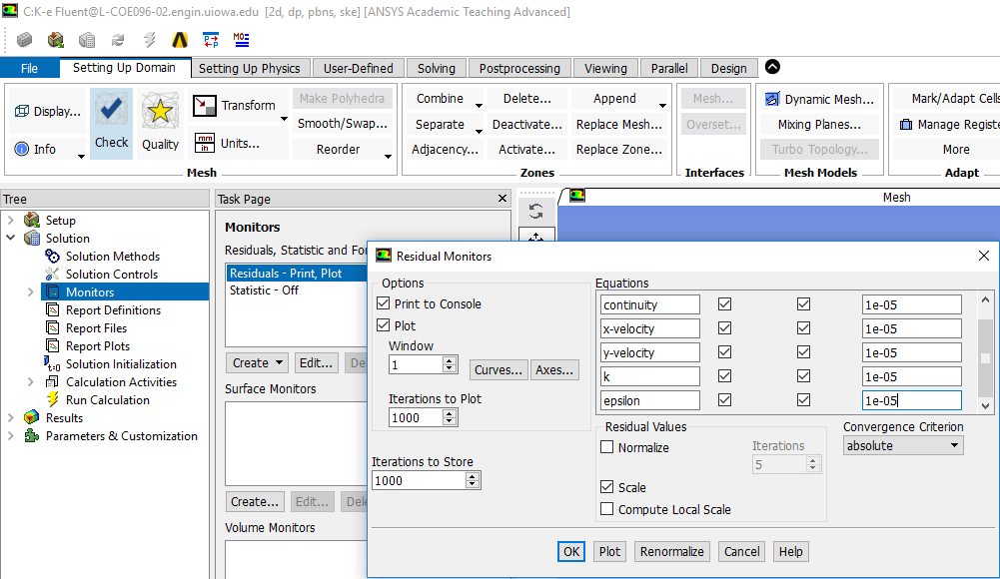 C:K-e Fluent@L-COE096-02.engin.uiowa.edu [2d, dp, pbns, ske] [ANSYS Academic Teaching Advanced]
File Setting Up Domain Setting Up Physics User-Defined Solving Postprocessing Viewing Parallel Design
Display... Transform Make Polyhedra Combine Delete... Append Mesh... Dynamic Mesh... Mark/Adapt Cells
Smooth/Swap... Separate Deactivate... Replace Mesh... Overset... Mixing Planes... Manage Registe
Info Check Quality Units... Reorder Adjacency... Activate... Replace Zone... Turbo Topology... More
Mesh Zones Interfaces Mesh Models Adapt
Tree
Setup
Solution
Solution Methods
Solution Controls
Monitors
Report Definitions
Report Files
Report Plots
Solution Initialization
Calculation Activities
Run Calculation
Results
Parameters & Customization
Task Page
Monitors
Residuals, Statistic and Fo
Residuals - Print, Plot
Statistic - Off
Create Edit... De
Surface Monitors
Create... Edit... Dele
Volume Monitors
Mesh
Residual Monitors
Options
Print to Console
Plot
Window
1 Curves... Axes...
Iterations to Plot
1000
Iterations to Store
1000
Equations
continuity 1e-05
x-velocity 1e-05
y-velocity 1e-05
k 1e-05
epsilon 1e-05
Residual Values
Normalize Iterations
5
Scale
Compute Local Scale
Convergence Criterion
absolute
OK Plot Renormalize Cancel Help